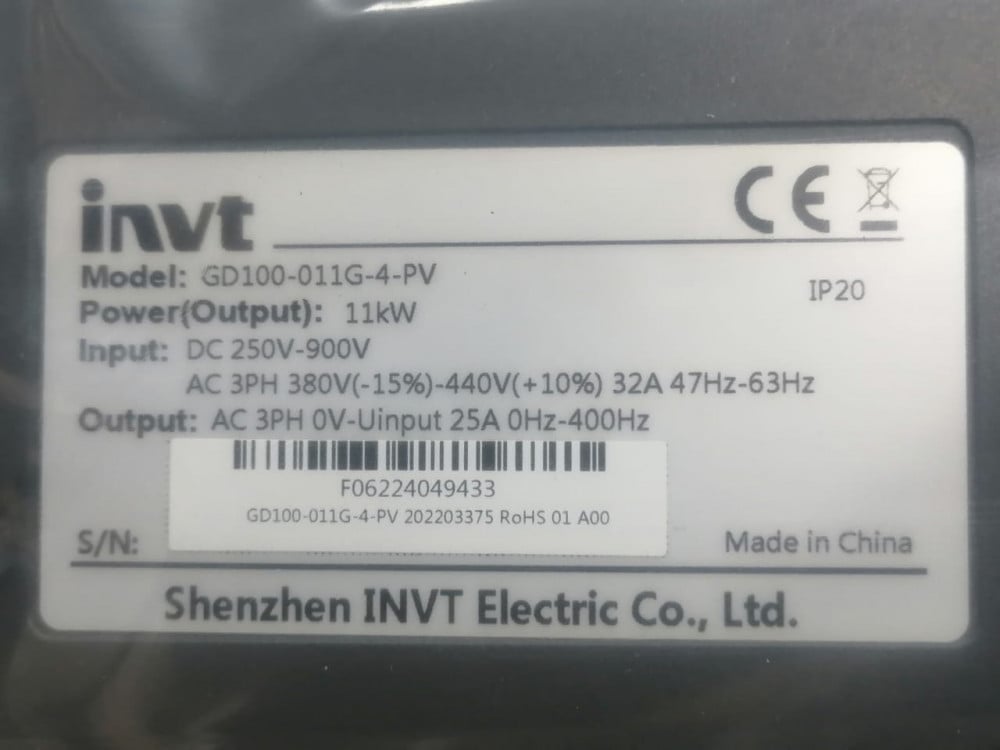 invt
CE
Model: GD100-011G-4-PV
IP20
Power(Output): 11kW
Input: DC 250V-900V
AC 3PH 380V(-15%)-440V(+10%) 32A 47Hz-63Hz
Output: AC 3PH 0V-Uinput 25A 0Hz-400Hz
F06224049433
GD100-011G-4-PV 202203375 RoHS 01 A00
S/N:
Made in China
Shenzhen INVT Electric Co., Ltd.